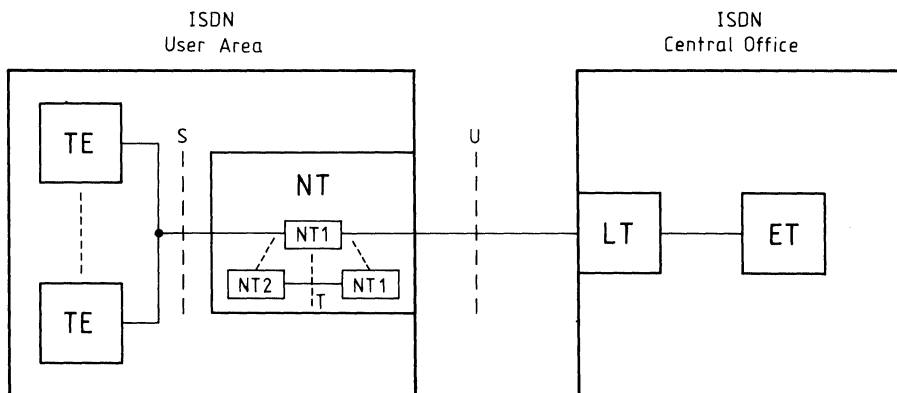 ISDN
User Area
ISDN
Central Office
TE
S
U
NT
NT1
LT
ET
NT2
NT1
T
TE